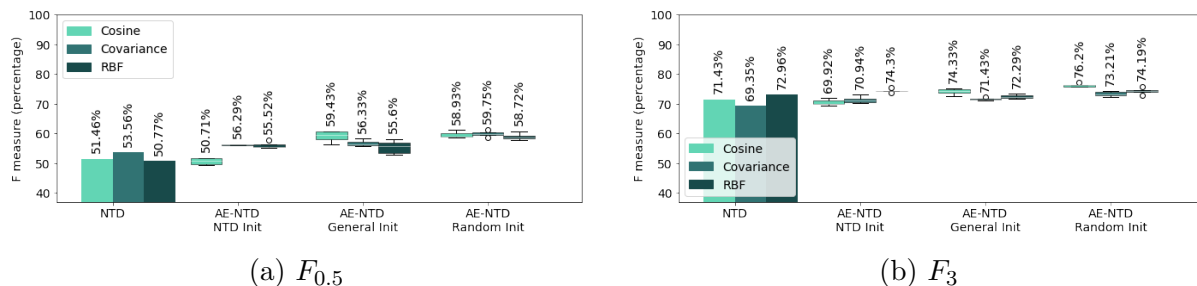 100
90
80
70
60
50
40
F measure (percentage)
Cosine
Covariance
RBF
51.46%
53.56%
50.77%
50.71%
56.29%
55.52%
59.43%
56.33%
55.6%
58.93%
59.75%
58.72%
NTD
AE-NTD
NTD Init
AE-NTD
General Init
AE-NTD
Random Init
(a) F0.5
100
90
80
70
60
50
40
F measure (percentage)
71.43%
69.35%
72.96%
69.92%
70.94%
74.3%
74.33%
71.43%
72.29%
76.2%
73.21%
74.19%
Cosine
Covariance
RBF
NTD
AE-NTD
NTD Init
AE-NTD
General Init
AE-NTD
Random Init
(b) F3